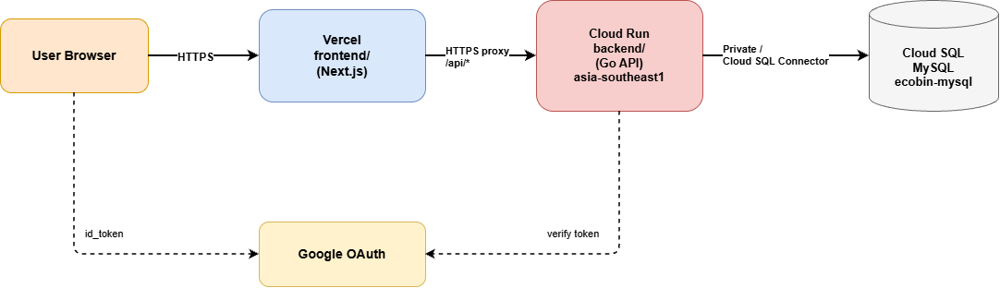 User Browser
HTTPS
Vercel
frontend/
(Next.js)
HTTPS proxy
/api/*
Cloud Run
backend/
(Go API)
asia-southeast1
Private /
Cloud SQL Connector
Cloud SQL
MySQL
ecobin-mysql
id_token
Google OAuth
verify token